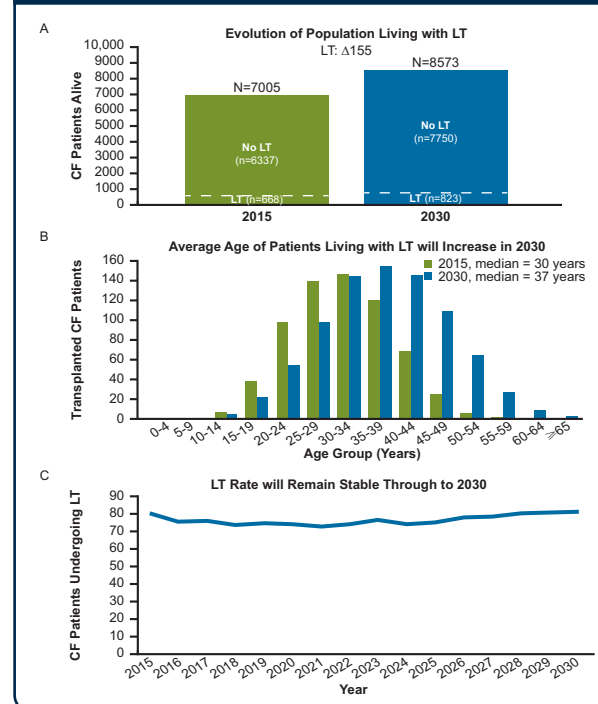 A
Evolution of Population Living with LT
LT: Δ155
CF Patients Alive
10,000
9000
8000
7000
6000
5000
4000
3000
2000
1000
0
N=7005
No LT
(n=6337)
LT (n=668)
2015
N=8573
No LT
(n=7750)
LT (n=823)
2030
B
Average Age of Patients Living with LT will Increase in 2030
2015, median = 30 years
2030, median = 37 years
Transplanted CF Patients
160
140
120
100
80
60
40
20
0
0-4
5-9
10-14
15-19
20-24
25-29
30-34
35-39
40-44
45-49
50-54
55-59
60-64
⩾65
Age Group (Years)
C
LT Rate will Remain Stable Through to 2030
CF Patients Undergoing LT
90
80
70
60
50
40
30
20
10
0
2015
2016
2017
2018
2019
2020
2021
2022
2023
2024
2025
2026
2027
2028
2029
2030
Year